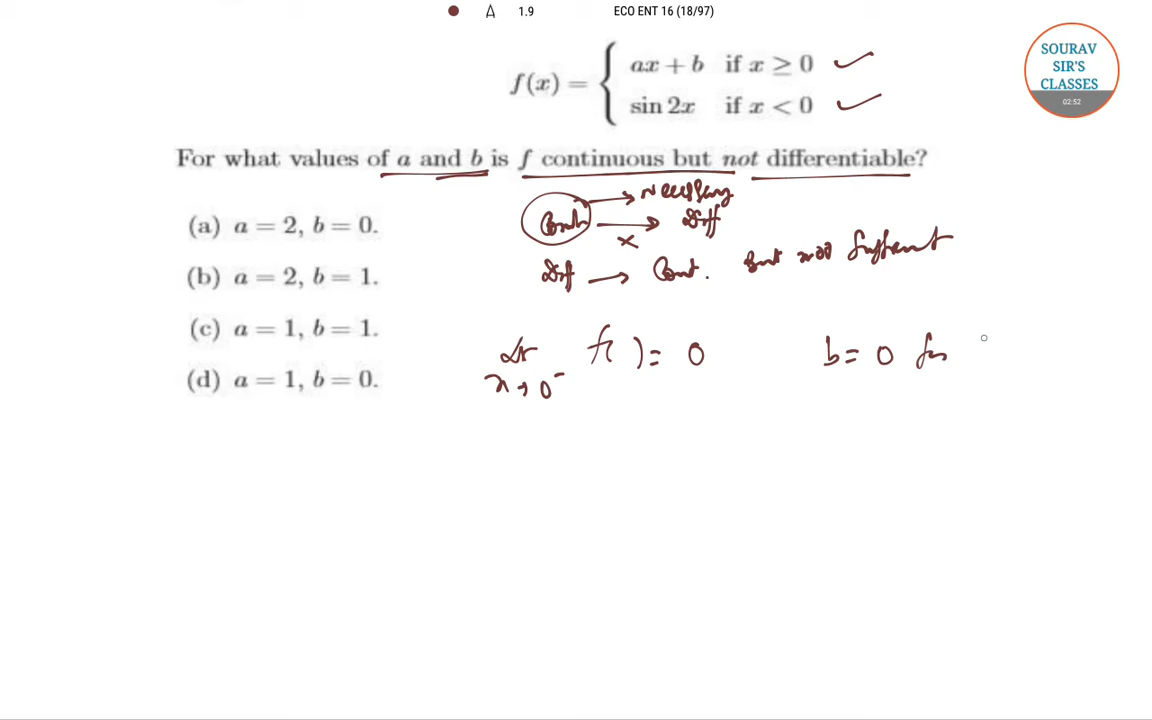 1.9 ECO ENT 16 (18/97)
SOURAV
SIR'S
CLASSES
02:52
f(x) = { ax + b if x ≥ 0
sin 2x if x < 0
For what values of a and b is f continuous but not differentiable?
(a) a = 2, b = 0.
(b) a = 2, b = 1.
(c) a = 1, b = 1.
(d) a = 1, b = 0.
→ Necessary
Cont → Diff
×
Diff → Cont. but not Sufficient
f( ) = 0 b = 0 for
x → 0⁻